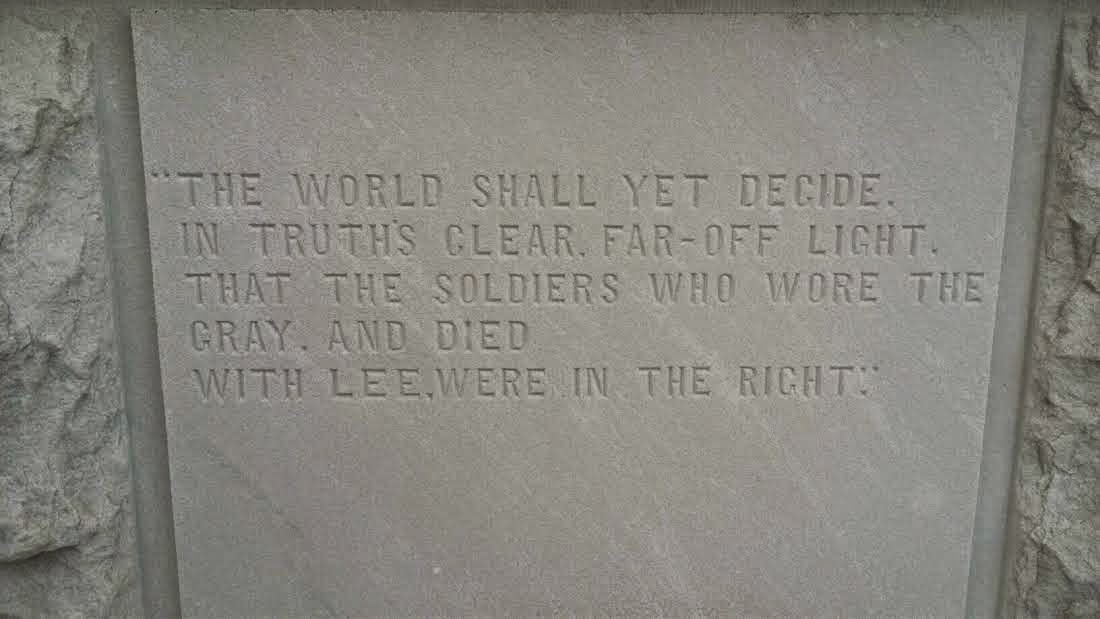 "THE WORLD SHALL YET DECIDE,
IN TRUTH'S CLEAR, FAR-OFF LIGHT,
THAT THE SOLDIERS WHO WORE THE
GRAY, AND DIED
WITH LEE, WERE IN THE RIGHT."